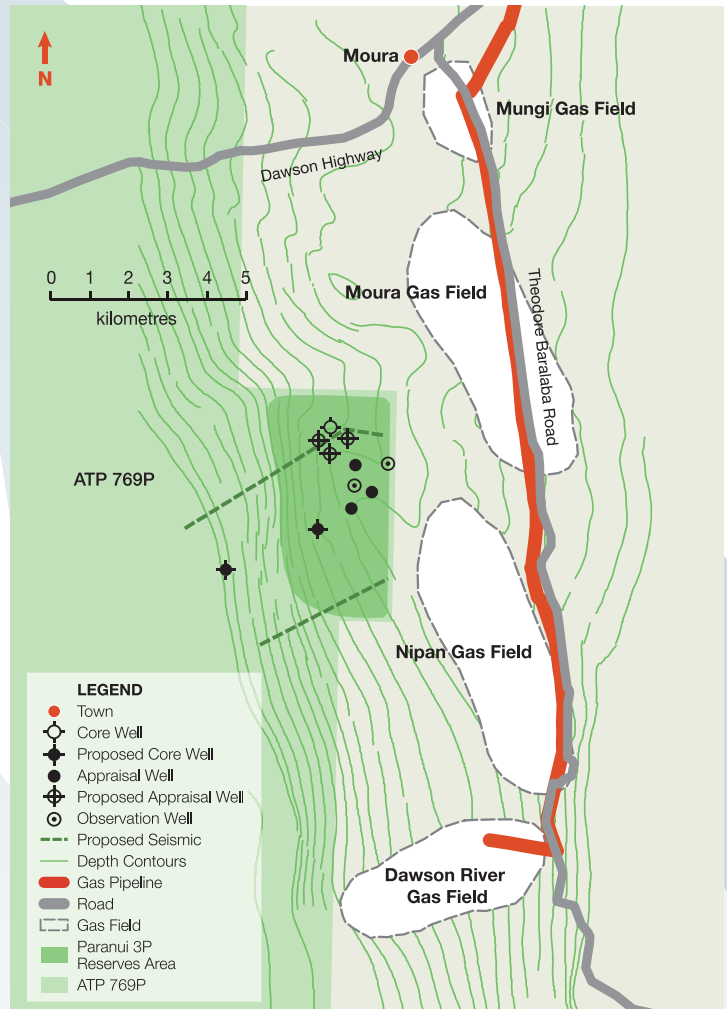 Moura
N
Mungi Gas Field
Dawson Highway
0 1 2 3 4 5
kilometres
Moura Gas Field
Theodore Baralaba Road
ATP 769P
Nipan Gas Field
Dawson River
Gas Field
LEGEND
Town
Core Well
Proposed Core Well
Appraisal Well
Proposed Appraisal Well
Observation Well
Proposed Seismic
Depth Contours
Gas Pipeline
Road
Gas Field
Paranui 3P
Reserves Area
ATP 769P